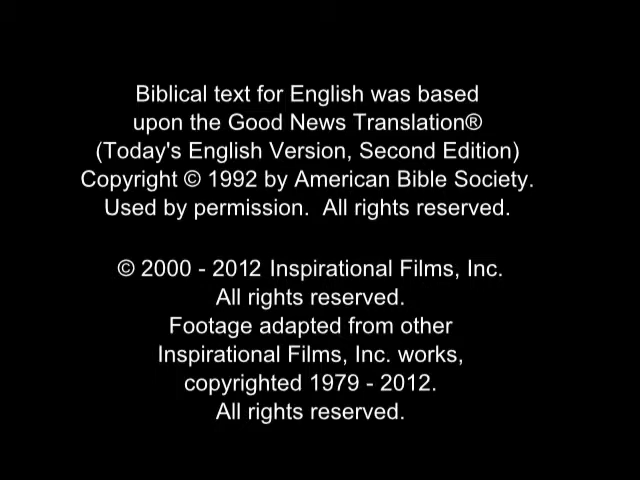 Biblical text for English was based
upon the Good News Translation®
(Today's English Version, Second Edition)
Copyright © 1992 by American Bible Society.
Used by permission.  All rights reserved.
© 2000 - 2012 Inspirational Films, Inc.
All rights reserved.
Footage adapted from other
Inspirational Films, Inc. works,
copyrighted 1979 - 2012.
All rights reserved.